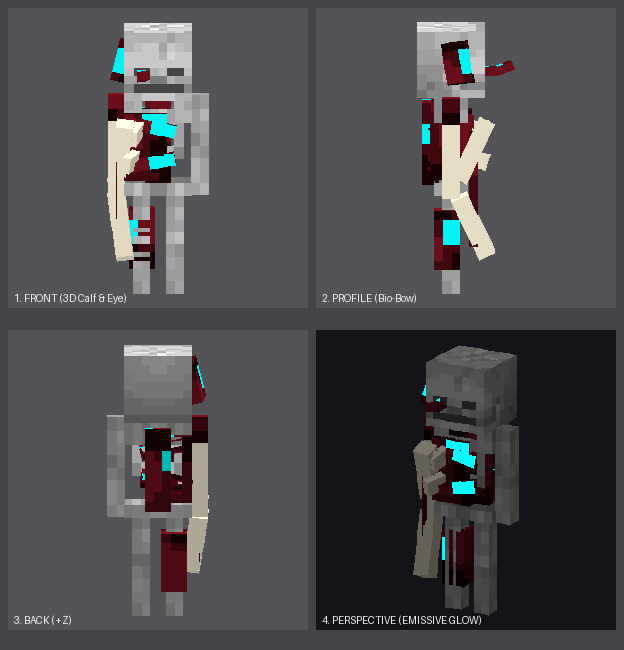 1. FRONT (3D Calf & Eye)
2. PROFILE (Bio-Bow)
3. BACK (+Z)
4. PERSPECTIVE (EMISSIVE GLOW)